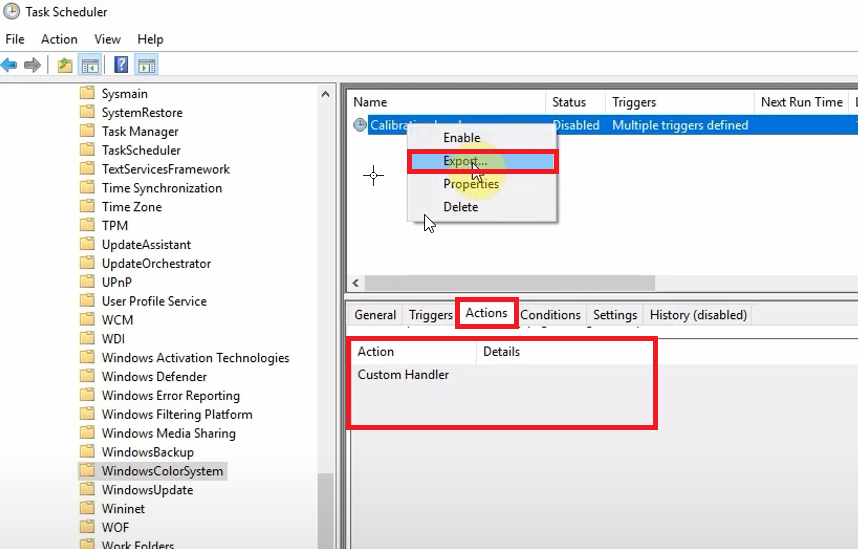 Task Scheduler
File Action View Help
Sysmain
SystemRestore
Task Manager
TaskScheduler
TextServicesFramework
Time Synchronization
Time Zone
TPM
UpdateAssistant
UpdateOrchestrator
UPnP
User Profile Service
WCM
WDI
Windows Activation Technologies
Windows Defender
Windows Error Reporting
Windows Filtering Platform
Windows Media Sharing
WindowsBackup
WindowsColorSystem
WindowsUpdate
Wininet
WOF
Work Folders
Name Status Triggers Next Run Time
Disabled Multiple triggers defined
Enable
Export...
Properties
Delete
General Triggers Actions Conditions Settings History (disabled)
Action Details
Custom Handler